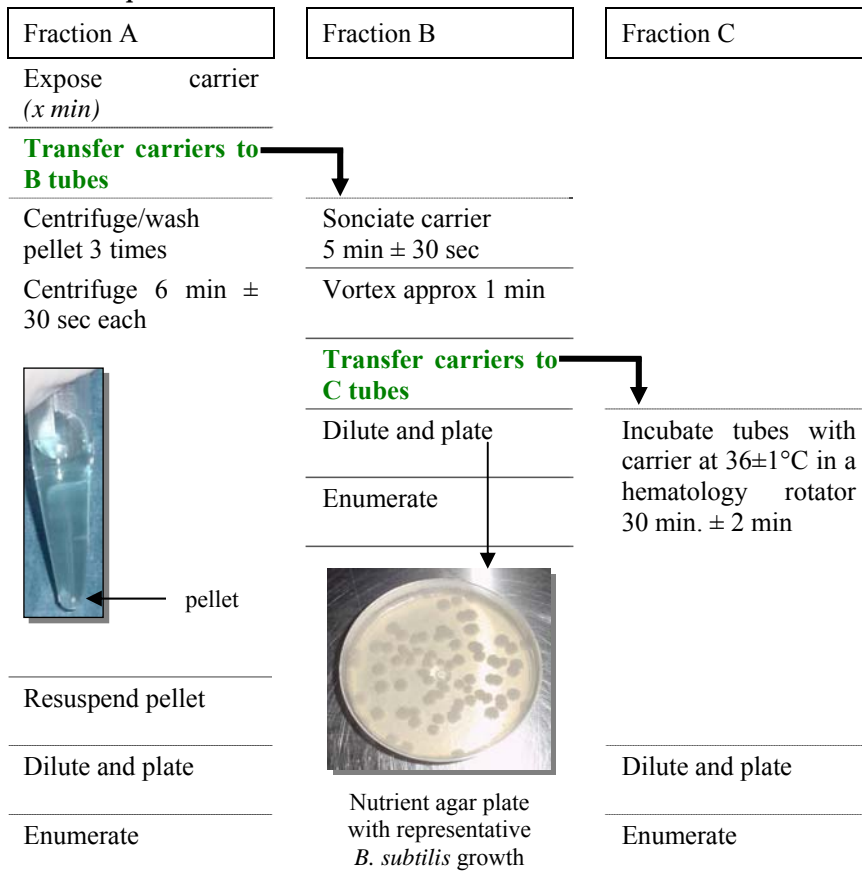 Fraction A
Expose carrier
(x min)
Transfer carriers to
B tubes
Centrifuge/wash
pellet 3 times
Centrifuge 6 min ±
30 sec each
pellet
Resuspend pellet
Dilute and plate
Enumerate
Fraction B
Sonciate carrier
5 min ± 30 sec
Vortex approx 1 min
Transfer carriers to
C tubes
Dilute and plate
Enumerate
Nutrient agar plate
with representative
B. subtilis growth
Fraction C
Incubate tubes with
carrier at 36±1°C in a
hematology rotator
30 min. ± 2 min
Dilute and plate
Enumerate